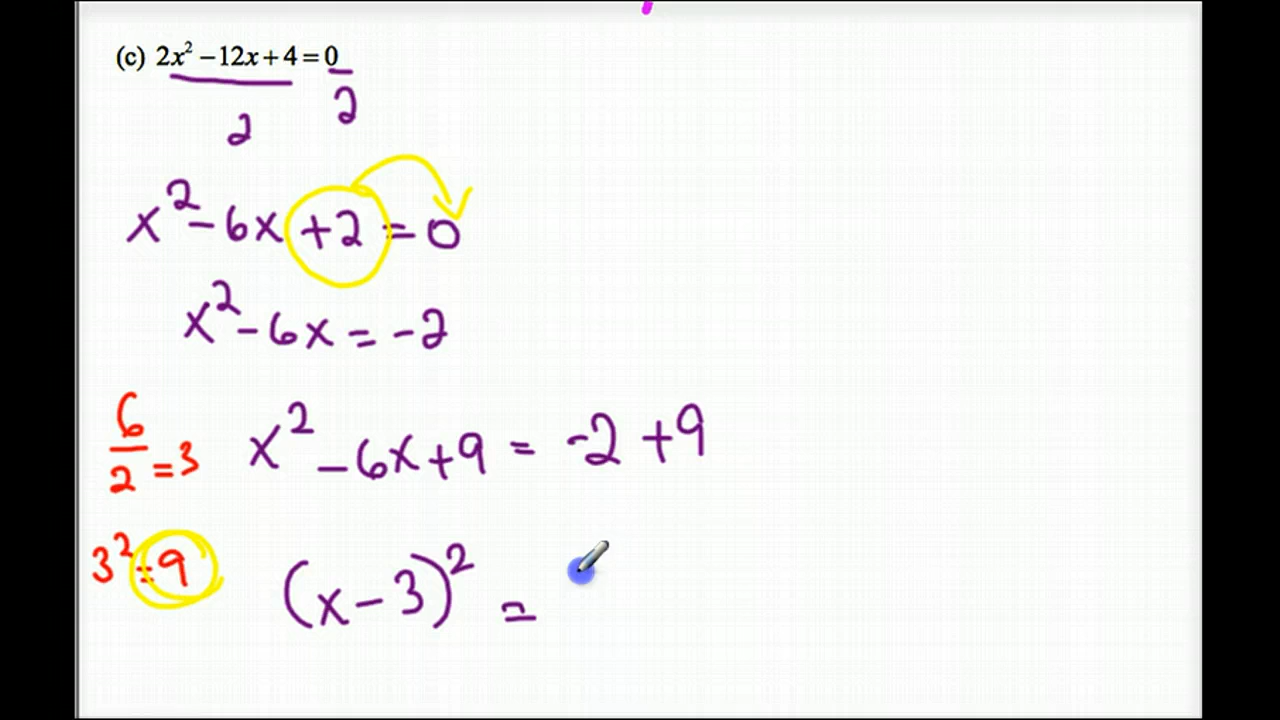 (c) 2x² − 12x + 4 = 0
2 2
x² - 6x + 2 = 0
x² - 6x = -2
6/2 = 3 x² - 6x + 9 = -2 + 9
3² = 9 (x - 3)² =